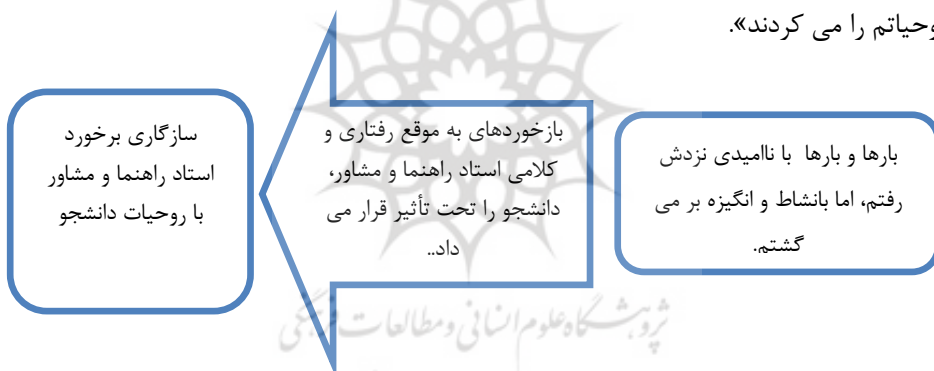 وحیاتم را می کردند».
بارها و بارها با ناامیدی نزدش
رفتم، اما بانشاط و انگیزه بر می
گشتم.
بازخوردهای به موقع رفتاری و
کلامی استاد راهنما و مشاور،
دانشجو را تحت تأثیر قرار می
داد..
سازگاری برخورد
استاد راهنما و مشاور
با روحیات دانشجو
پژوهشگاه علوم انسانی و مطالعات فرهنگی